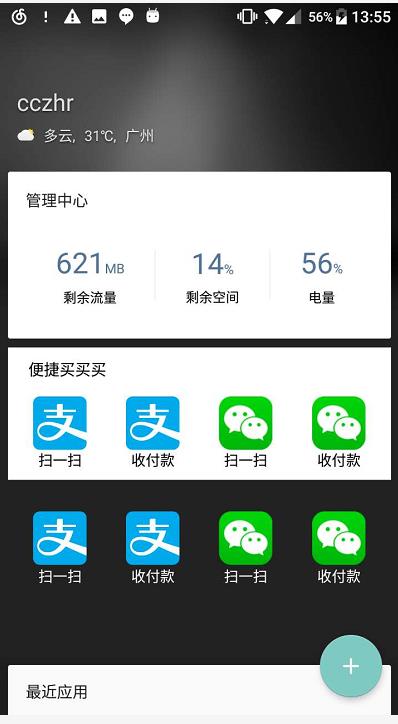 56% 13:55
cczhr
多云, 31℃, 广州
管理中心
621MB 14% 56%
剩余流量 剩余空间 电量
便捷买买买
支 支
扫一扫 收付款 扫一扫 收付款
支 支
扫一扫 收付款 扫一扫 收付款
最近应用